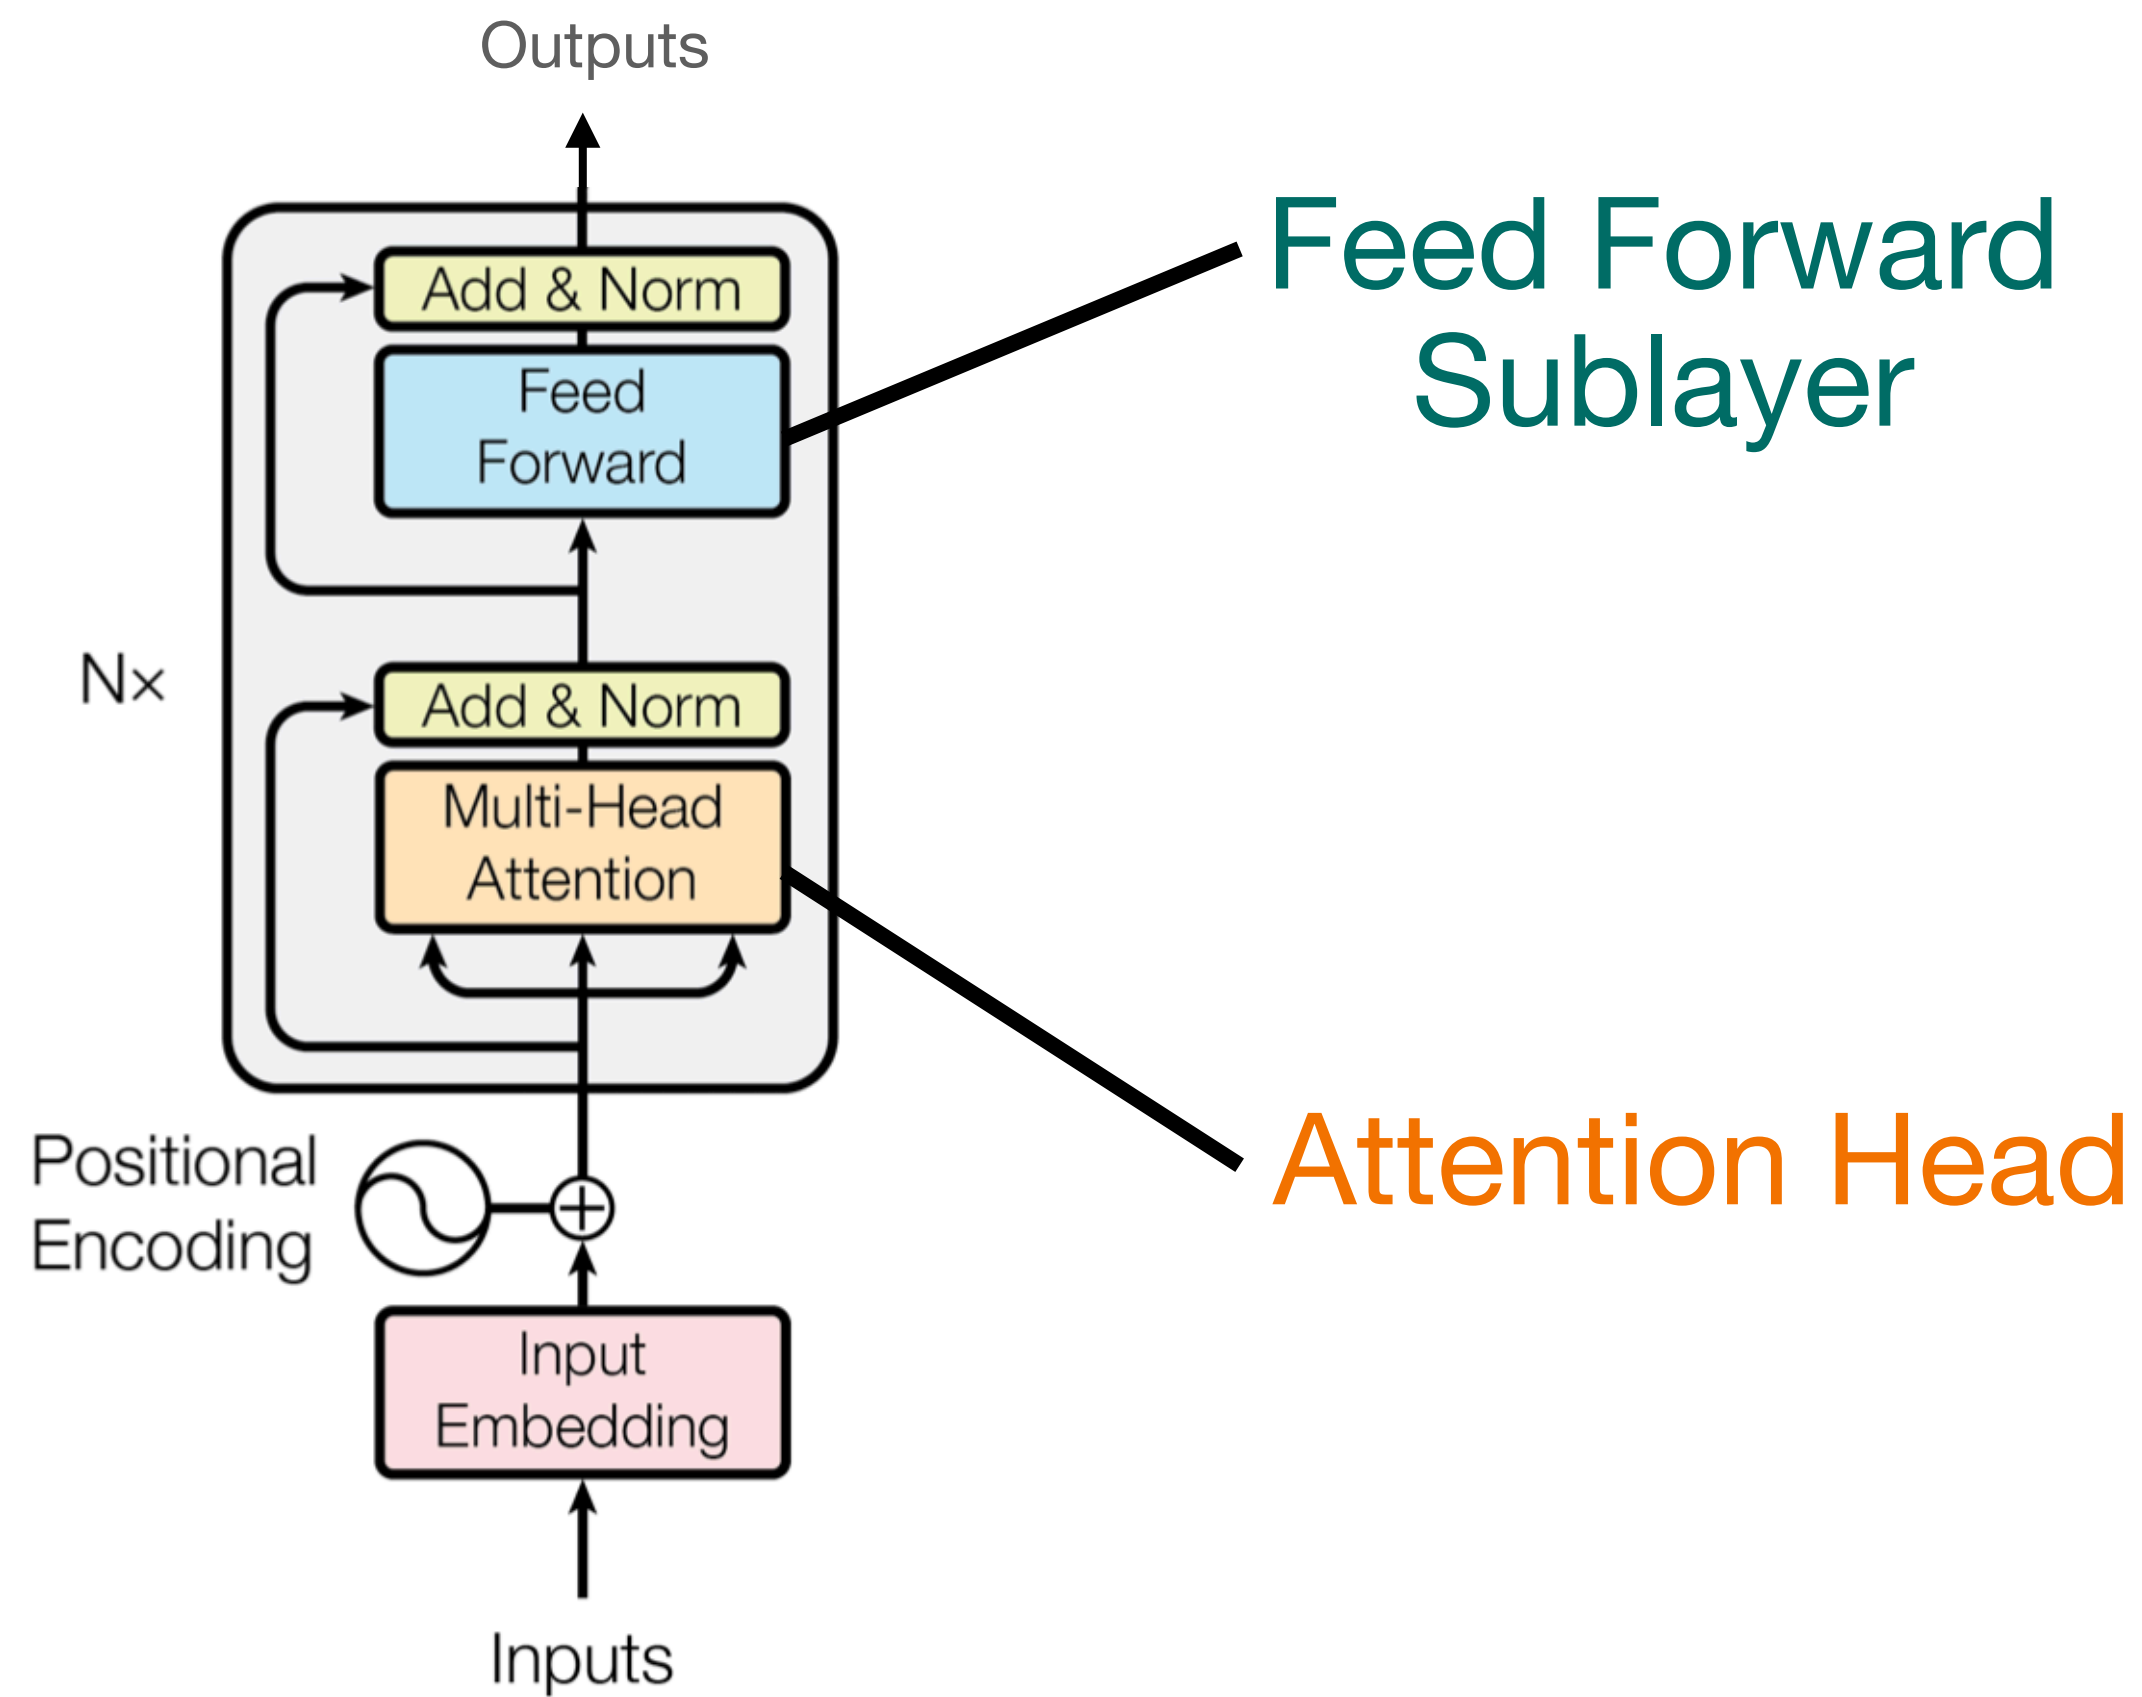 Outputs
Add & Norm
Feed
Forward
Nx
Add & Norm
Multi-Head
Attention
Positional
Encoding
Input
Embedding
Inputs
Feed Forward
Sublayer
Attention Head